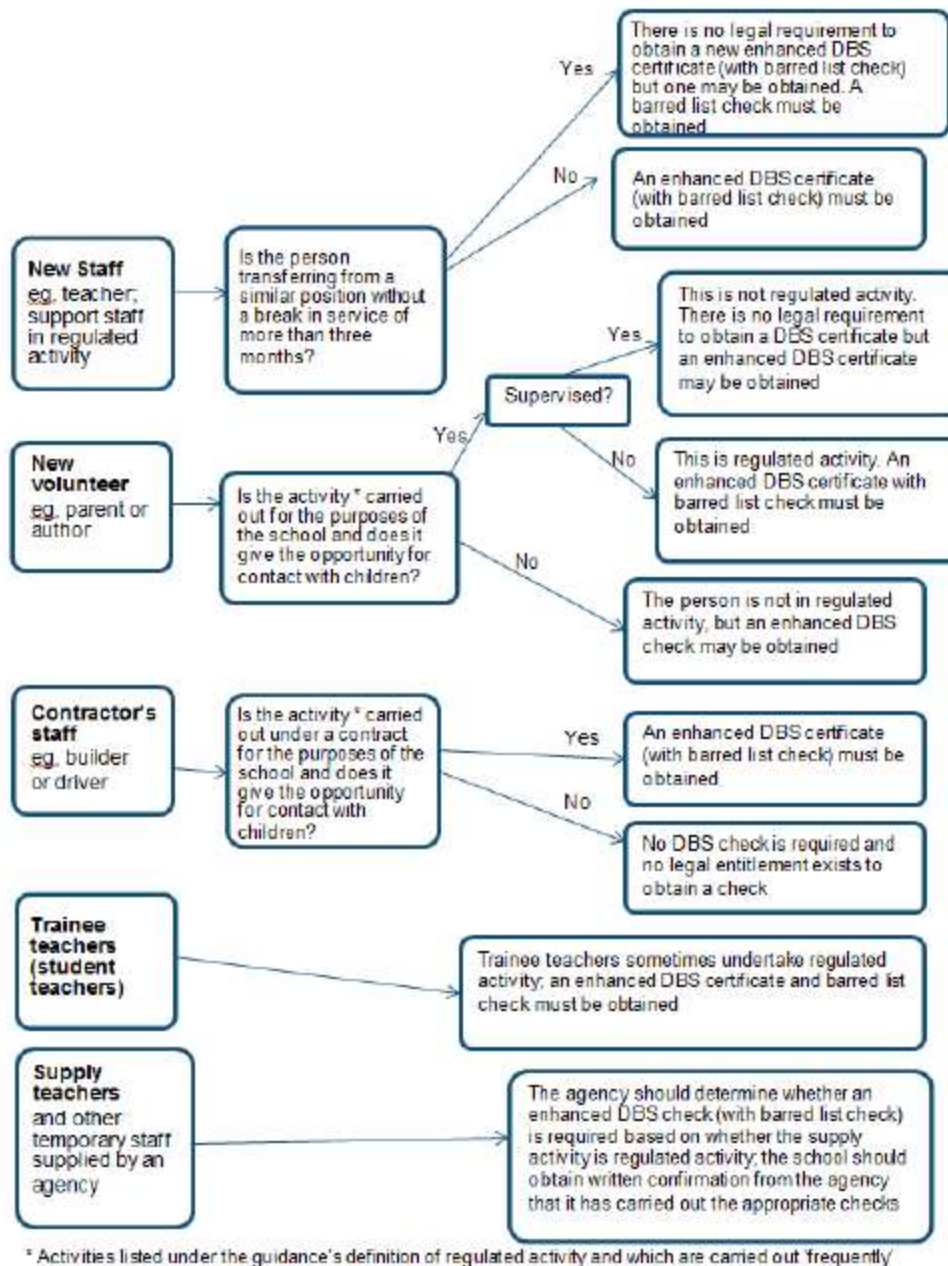 There is no legal requirement to
obtain a new enhanced DBS
certificate (with barred list check)
but one may be obtained. A
barred list check must be
obtained
Yes
No
An enhanced DBS certificate
(with barred list check) must be
obtained
New Staff
eg, teacher;
support staff
in regulated
activity
Is the person
transferring from a
similar position without
a break in service of
more than three
months?
This is not regulated activity.
There is no legal requirement
to obtain a DBS certificate but
an enhanced DBS certificate
may be obtained
Yes
Supervised?
Yes
No
This is regulated activity. An
enhanced DBS certificate with
barred list check must be
obtained
New
volunteer
eg, parent or
author
Is the activity * carried
out for the purposes of
the school and does it
give the opportunity for
contact with children?
No
The person is not in regulated
activity, but an enhanced DBS
check may be obtained
Contractor's
staff
eg, builder
or driver
Is the activity * carried
out under a contract
for the purposes of the
school and does it
give the opportunity
for contact with
children?
Yes
An enhanced DBS certificate
(with barred list check) must be
obtained
No
No DBS check is required and
no legal entitlement exists to
obtain a check
Trainee
teachers
(student
teachers)
Trainee teachers sometimes undertake regulated
activity; an enhanced DBS certificate and barred list
check must be obtained
Supply
teachers
and other
temporary staff
supplied by an
agency
The agency should determine whether an
enhanced DBS check (with barred list check)
is required based on whether the supply
activity is regulated activity; the school should
obtain written confirmation from the agency
that it has carried out the appropriate checks
* Activities listed under the guidance's definition of regulated activity and which are carried out 'frequently'